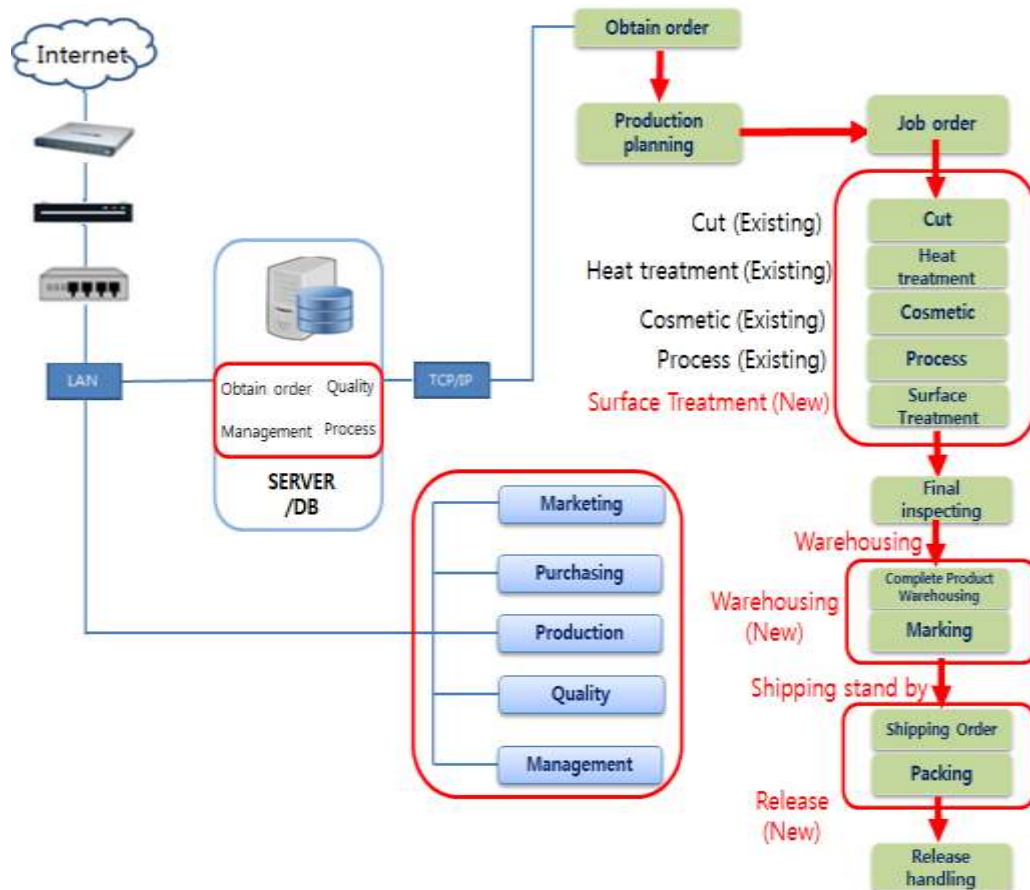 Internet
Obtain order
Production
planning
Job order
Cut (Existing)
Cut
Heat treatment (Existing)
Heat
treatment
Cosmetic (Existing)
Cosmetic
Process (Existing)
Process
Surface Treatment (New)
Surface
Treatment
LAN
Obtain order
Quality
Management
Process
SERVER
/DB
TCP/IP
Marketing
Purchasing
Production
Quality
Management
Final
inspecting
Warehousing
Complete Product
Warehousing
Warehousing
(New)
Marking
Shipping stand by
Shipping Order
Packing
Release
(New)
Release
handling